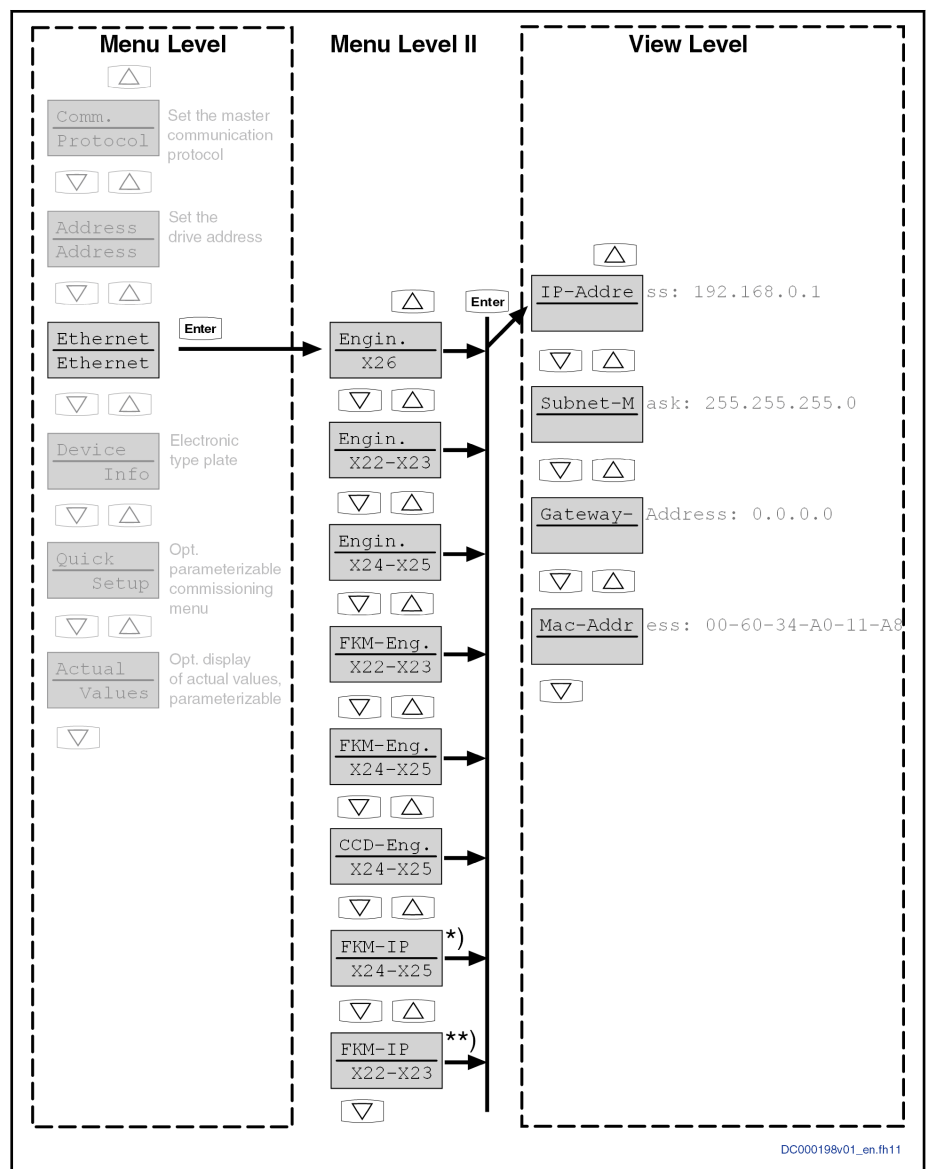 Menu Level
Comm.
Protocol
Set the master
communication
protocol
Address
Address
Set the
drive address
Ethernet
Ethernet
Enter
Device
Info
Electronic
type plate
Quick
Setup
Opt.
parameterizable
commissioning
menu
Actual
Values
Opt. display
of actual values,
parameterizable
Menu Level II
Enter
Engin.
X26
Engin.
X22-X23
Engin.
X24-X25
FKM-Eng.
X22-X23
FKM-Eng.
X24-X25
CCD-Eng.
X24-X25
FKM-IP
X24-X25
*)
FKM-IP
X22-X23
**)
View Level
IP-Addre ss: 192.168.0.1
Subnet-M ask: 255.255.255.0
Gateway- Address: 0.0.0.0
Mac-Addr ess: 00-60-34-A0-11-A8
DC000198v01_en.fh11